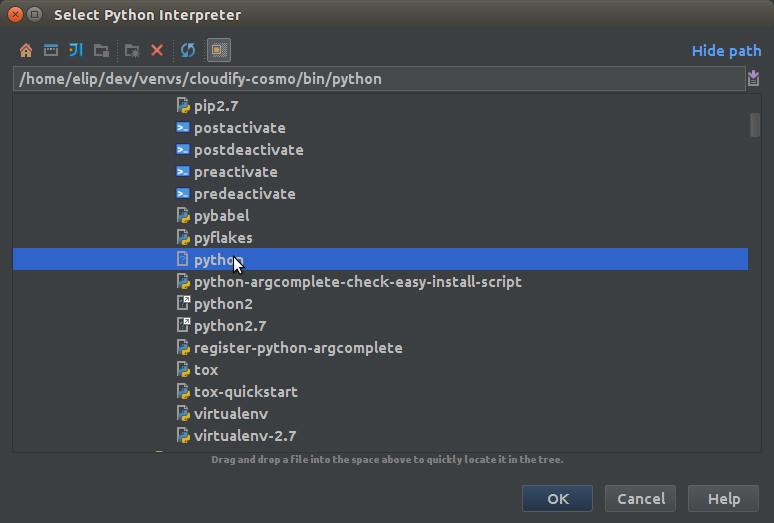 Select Python Interpreter
Hide path
/home/elip/dev/venvs/cloudify-cosmo/bin/python
pip2.7
postactivate
postdeactivate
preactivate
predeactivate
pybabel
pyflakes
python
python-argcomplete-check-easy-install-script
python2
python2.7
register-python-argcomplete
tox
tox-quickstart
virtualenv
virtualenv-2.7
Drag and drop a file into the space above to quickly locate it in the tree.
OK Cancel Help